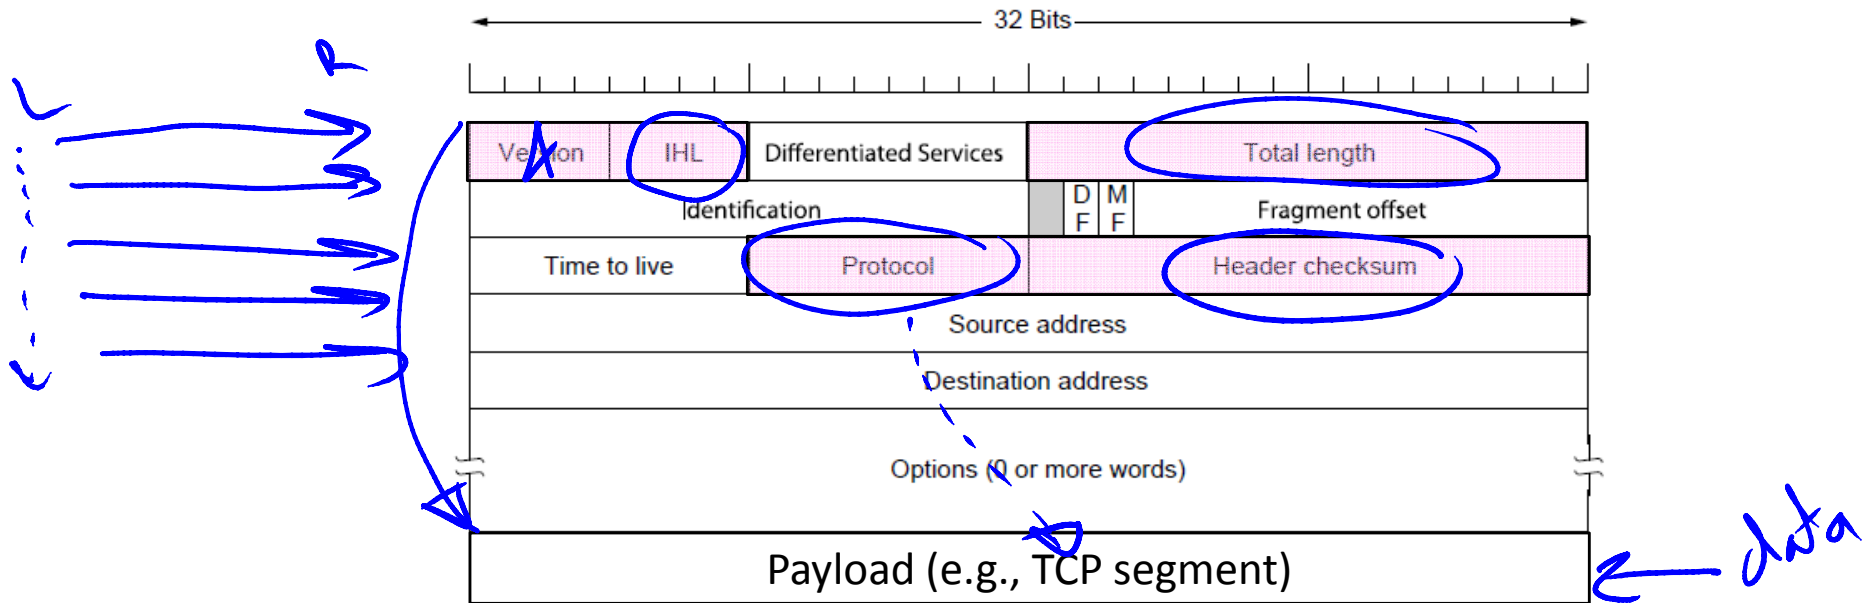 32 Bits
Version IHL Differentiated Services Total length
Identification D F M F Fragment offset
Time to live Protocol Header checksum
Source address
Destination address
Options (0 or more words)
Payload (e.g., TCP segment)
data